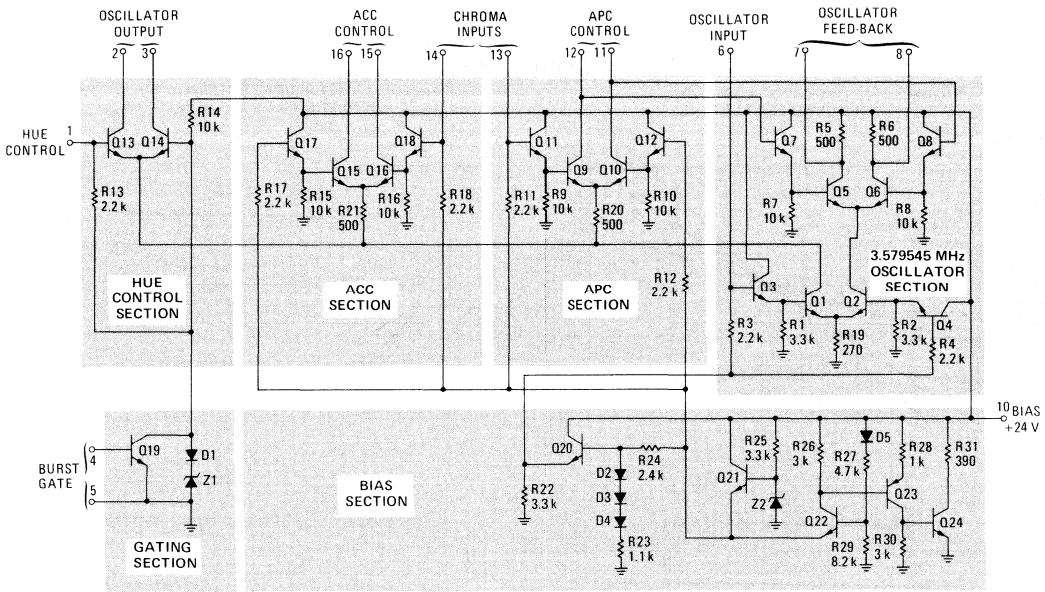 OSCILLATOR
OUTPUT
2 3
ACC
CONTROL
16 15
CHROMA
INPUTS
14 13
APC
CONTROL
12 11
OSCILLATOR
INPUT
6
OSCILLATOR
FEED-BACK
7 8
HUE
CONTROL
1
Q13 Q14
R14
10 k
R13
2.2 k
HUE
CONTROL
SECTION
Q17
Q18
Q15 Q16
R17
2.2 k
R15
10 k
R21
500
R16
10 k
R18
2.2 k
ACC
SECTION
Q11
Q12
Q9 Q10
R11
2.2 k
R9
10 k
R20
500
R10
10 k
R12
2.2 k
APC
SECTION
Q7
R5
500
R6
500
Q8
Q5 Q6
R7
10 k
R8
10 k
3.579545 MHz
OSCILLATOR
SECTION
Q3
Q1 Q2
Q4
R3
2.2 k
R1
3.3 k
R19
270
R2
3.3 k
R4
2.2 k
10 BIAS
+24 V
BURST
GATE
4
5
Q19
D1
Z1
GATING
SECTION
BIAS
SECTION
Q20
R22
3.3 k
D2
D3
D4
R24
2.4 k
R23
1.1 k
Q21
R25
3.3 k
Z2
R26
3 k
D5
R27
4.7 k
R28
1 k
R31
390
Q23
Q22
Q24
R29
8.2 k
R30
3 k